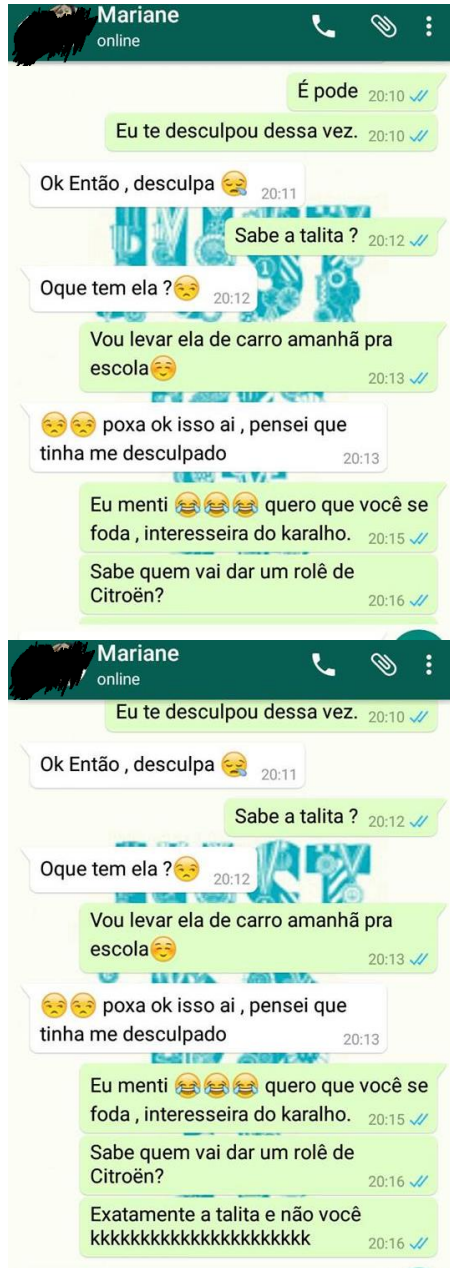 Mariane
online
É pode 20:10
Eu te desculpou dessa vez. 20:10
Ok Então , desculpa 😪 20:11
Sabe a talita ? 20:12
Oque tem ela ?😒 20:12
Vou levar ela de carro amanhã pra
escola☺️ 20:13
😒😒 poxa ok isso ai , pensei que
tinha me desculpado 20:13
Eu menti 😂😂😂 quero que você se
foda , interesseira do karalho. 20:15
Sabe quem vai dar um rolê de
Citroën? 20:16
Mariane
online
Eu te desculpou dessa vez. 20:10
Ok Então , desculpa 😪 20:11
Sabe a talita ? 20:12
Oque tem ela ?😒 20:12
Vou levar ela de carro amanhã pra
escola☺️ 20:13
😒😒 poxa ok isso ai , pensei que
tinha me desculpado 20:13
Eu menti 😂😂😂 quero que você se
foda , interesseira do karalho. 20:15
Sabe quem vai dar um rolê de
Citroën? 20:16
Exatamente a talita e não você
kkkkkkkkkkkkkkkkkkkkkk 20:16